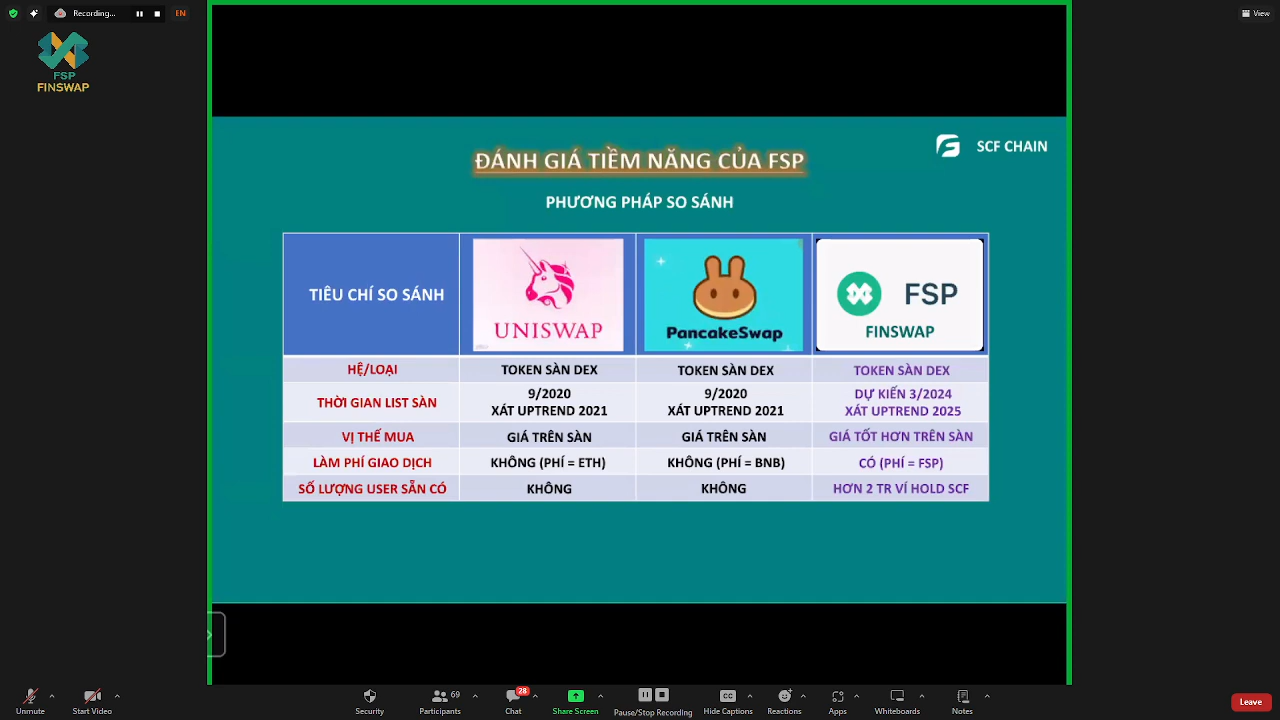 Recording...
EN
View
FSP
FINSWAP
SCF CHAIN
ĐÁNH GIÁ TIỀM NĂNG CỦA FSP
PHƯƠNG PHÁP SO SÁNH
TIÊU CHÍ SO SÁNH
UNISWAP
PancakeSwap
FSP
FINSWAP
HỆ/LOẠI
TOKEN SÀN DEX
TOKEN SÀN DEX
TOKEN SÀN DEX
THỜI GIAN LIST SÀN
9/2020
XÁT UPTREND 2021
9/2020
XÁT UPTREND 2021
DỰ KIẾN 3/2024
XÁT UPTREND 2025
VỊ THẾ MUA
GIÁ TRÊN SÀN
GIÁ TRÊN SÀN
GIÁ TỐT HƠN TRÊN SÀN
LÀM PHÍ GIAO DỊCH
KHÔNG (PHÍ = ETH)
KHÔNG (PHÍ = BNB)
CÓ (PHÍ = FSP)
SỐ LƯỢNG USER SẴN CÓ
KHÔNG
KHÔNG
HƠN 2 TR VÍ HOLD SCF
Unmute
Start Video
Security
69
Participants
28
Chat
Share Screen
Pause/Stop Recording
Hide Captions
Reactions
Apps
Whiteboards
Notes
Leave